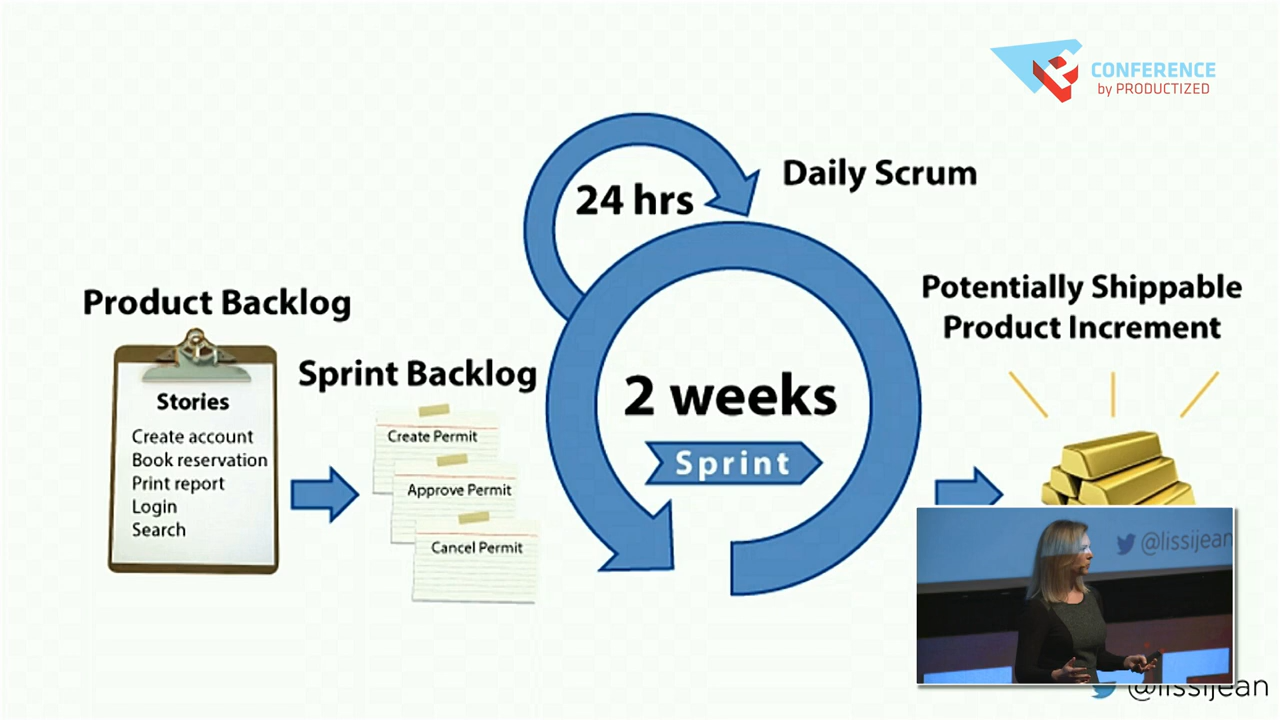 CONFERENCE
by PRODUCTIZED
Daily Scrum
24 hrs
Potentially Shippable
Product Increment
Product Backlog
Sprint Backlog
Stories
Create account
Book reservation
Print report
Login
Search
Create Permit
Approve Permit
Cancel Permit
2 weeks
Sprint
@lissijean
@lissijean